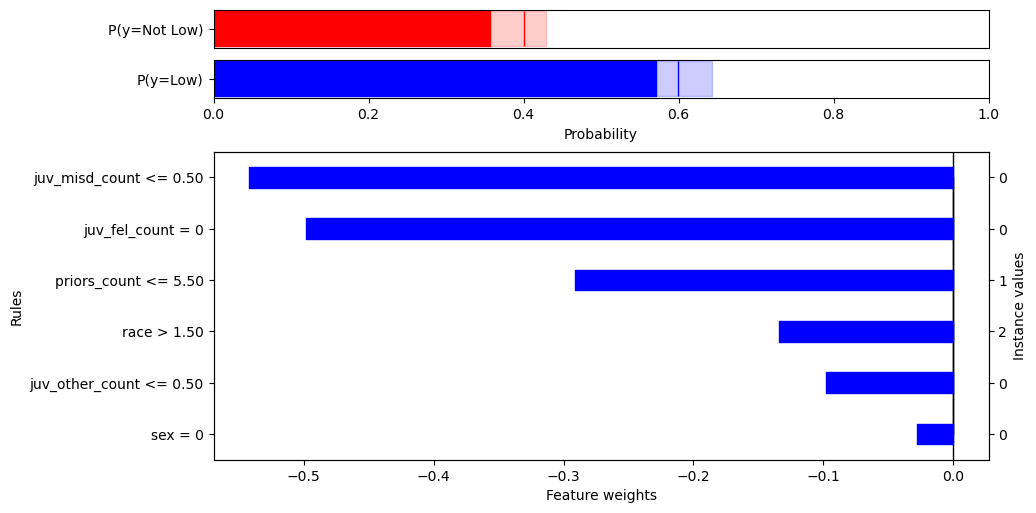 P(y=Not Low)
P(y=Low)
0.0 0.2 0.4 0.6 0.8 1.0
Probability
juv_misd_count <= 0.50 0
juv_fel_count = 0 0
priors_count <= 5.50 1
race > 1.50 2
juv_other_count <= 0.50 0
sex = 0 0
Rules
Instance values
−0.5 −0.4 −0.3 −0.2 −0.1 0.0
Feature weights